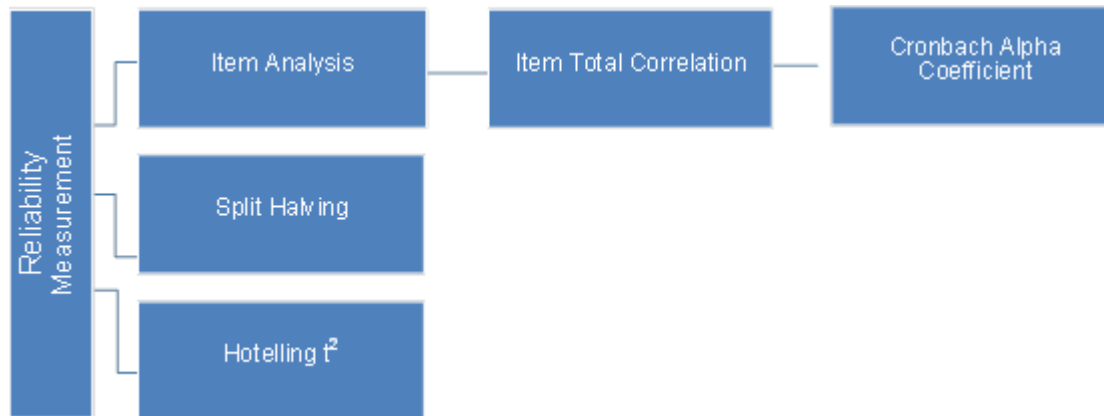 Reliability
Measurement
Item Analysis
Item Total Correlation
Cronbach Alpha
Coefficient
Split Halving
Hotelling t²